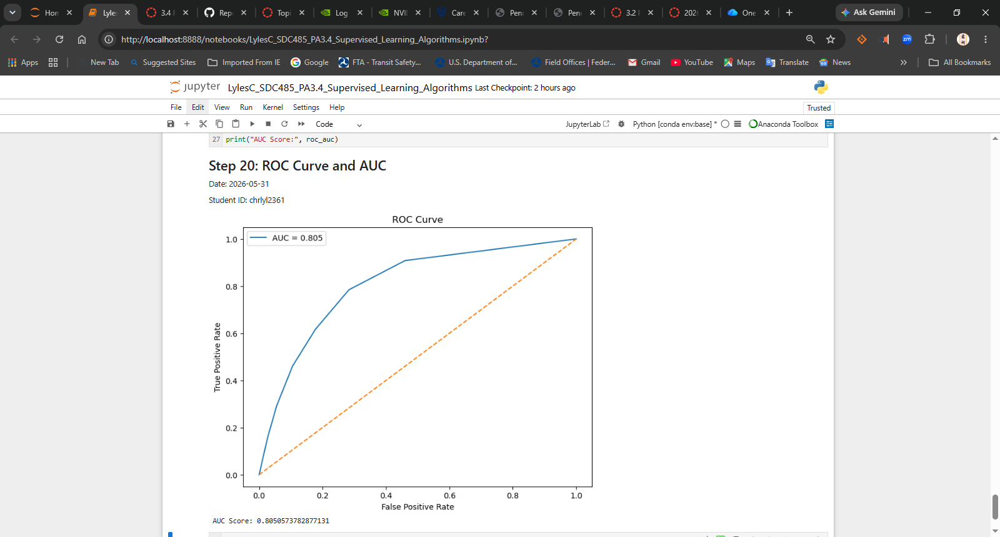 Hor
Lyles
3.4 F
Rep
Topi
Log
NVII
Care
Penn
Penn
3.2 F
202
One
Ask Gemini
http://localhost:8888/notebooks/LylesC_SDC485_PA3.4_Supervised_Learning_Algorithms.ipynb?
zm
Apps
New Tab
Suggested Sites
Imported From IE
Google
FTA - Transit Safety...
U.S. Department of...
Field Offices | Feder...
Gmail
YouTube
Maps
Translate
News
All Bookmarks
jupyter LylesC_SDC485_PA3.4_Supervised_Learning_Algorithms Last Checkpoint: 2 hours ago
File Edit View Run Kernel Settings Help
Trusted
Code
JupyterLab
Python [conda env:base] *
Anaconda Toolbox
27 print("AUC Score:", roc_auc)
Step 20: ROC Curve and AUC
Date: 2026-05-31
Student ID: chrlyl2361
ROC Curve
AUC = 0.805
1.0
0.8
0.6
0.4
0.2
0.0
True Positive Rate
0.0 0.2 0.4 0.6 0.8 1.0
False Positive Rate
AUC Score: 0.8050573782877131